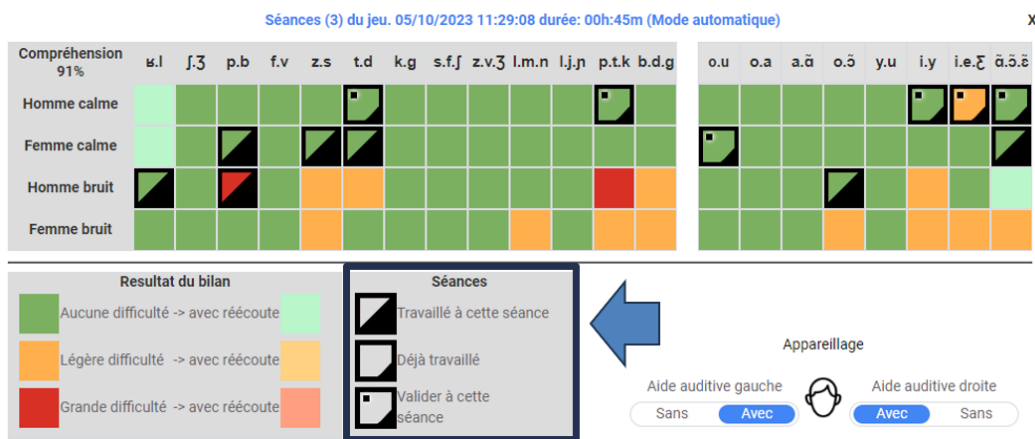 Séances (3) du jeu. 05/10/2023 11:29:08 durée: 00h:45m (Mode automatique)
X
Compréhension
91%
ʁ.l ʃ.Ʒ p.b f.v z.s t.d k.g s.f.ʃ z.v.Ʒ l.m.n l.j.ɲ p.t.k b.d.g o.u o.a a.ɑ̃ o.ɔ̃ y.u i.y i.e.Ƹ ɑ̃.ɔ̃.ɛ̃
Homme calme
Femme calme
Homme bruit
Femme bruit
Resultat du bilan
Aucune difficulté -> avec réécoute
Légère difficulté -> avec réécoute
Grande difficulté -> avec réécoute
Séances
Travaillé à cette séance
Déjà travaillé
Valider à cette
séance
Appareillage
Aide auditive gauche
Sans Avec
Aide auditive droite
Avec Sans